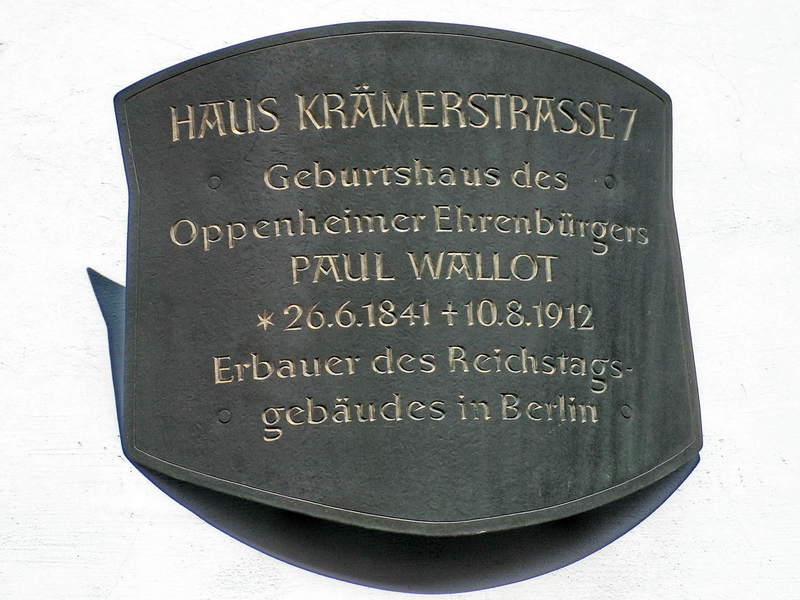 HAUS KRÄMERSTRASSE 7
Geburtshaus des
Oppenheimer Ehrenbürgers
PAUL WALLOT
* 26.6.1841 † 10.8.1912
Erbauer des Reichstags-
gebäudes in Berlin